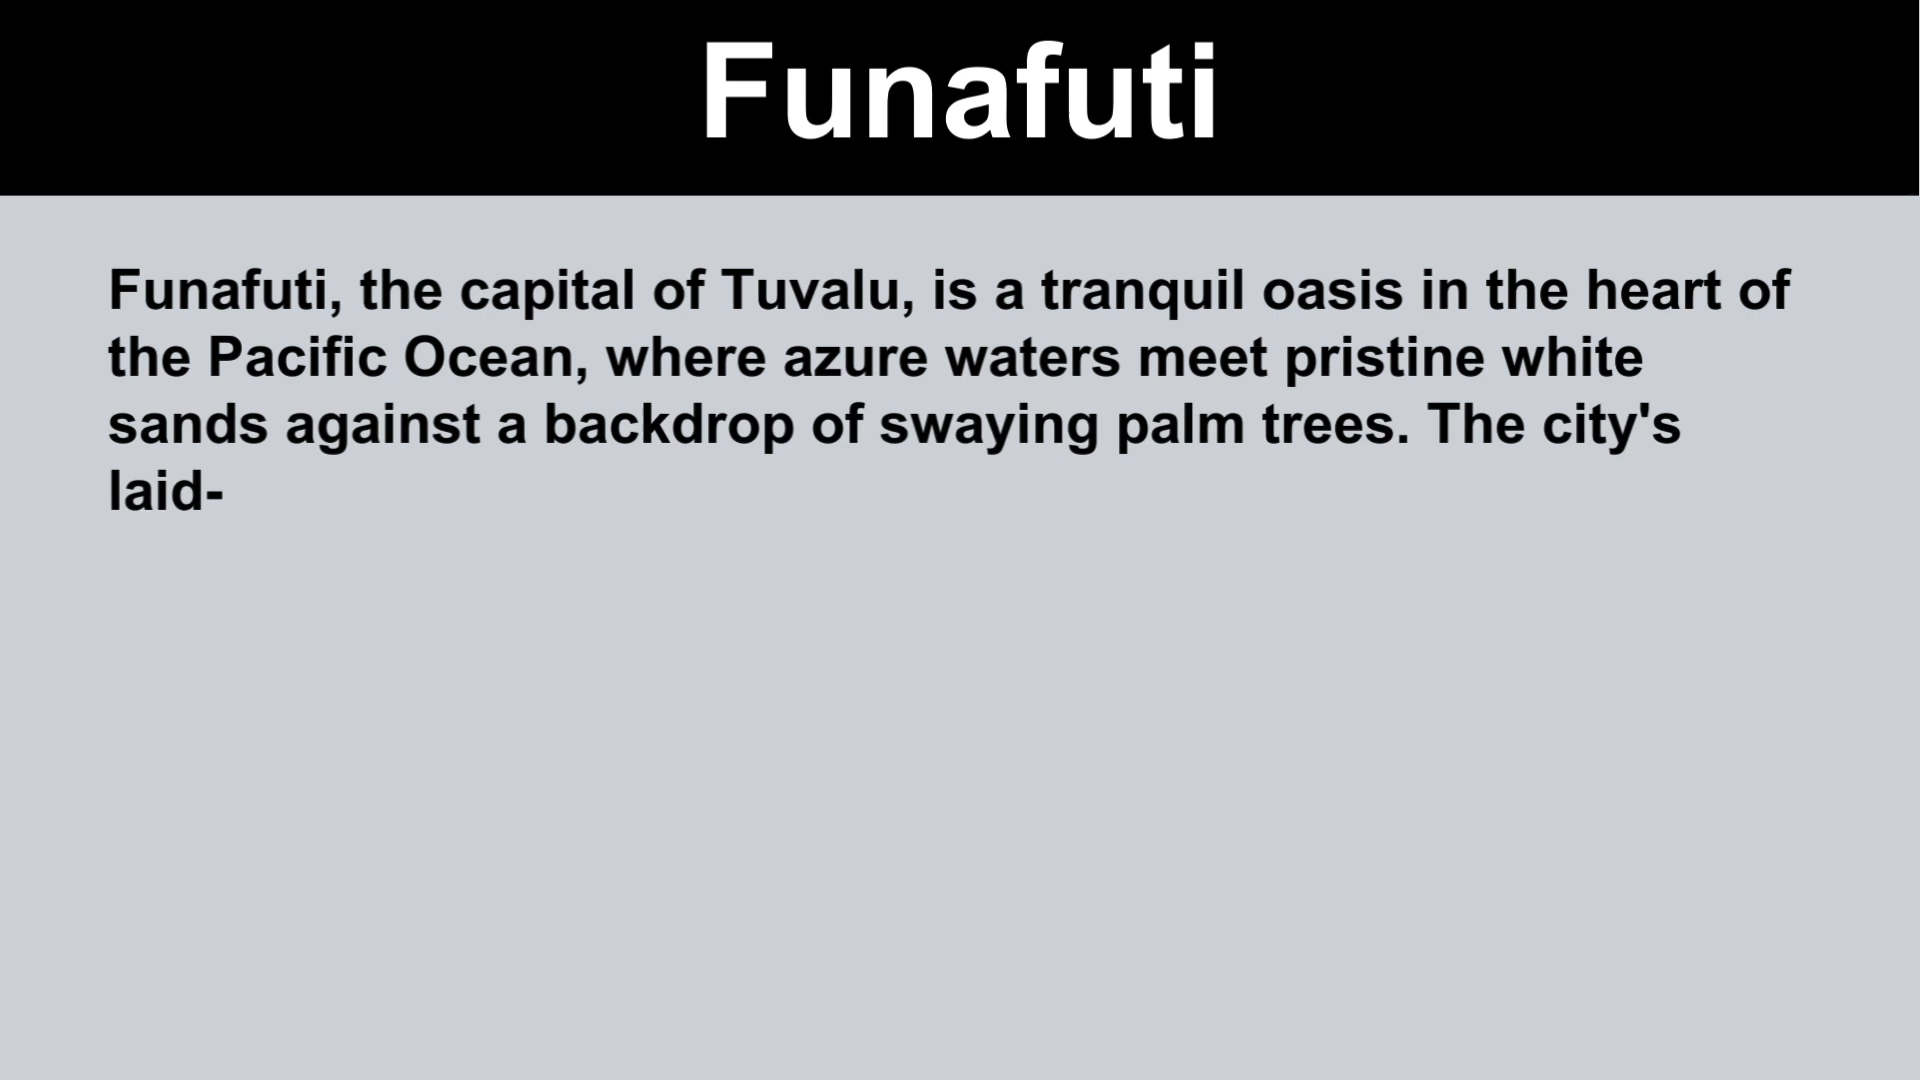 Funafuti
Funafuti, the capital of Tuvalu, is a tranquil oasis in the heart of
the Pacific Ocean, where azure waters meet pristine white
sands against a backdrop of swaying palm trees. The city's
laid-